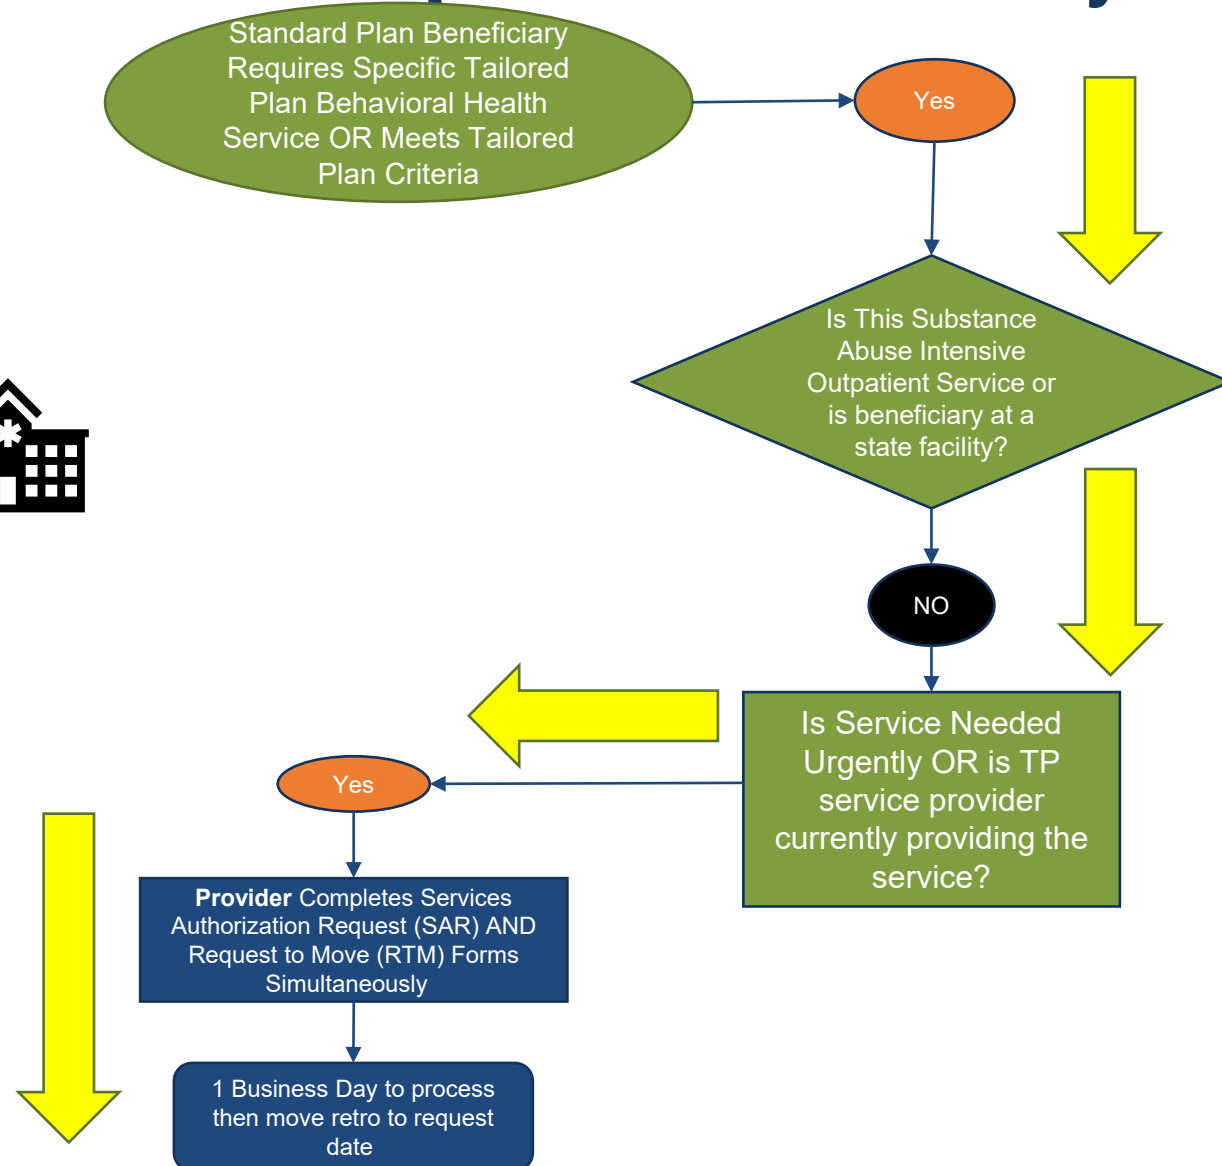 Standard Plan Beneficiary
Requires Specific Tailored
Plan Behavioral Health
Service OR Meets Tailored
Plan Criteria
Yes
Is This Substance
Abuse Intensive
Outpatient Service or
is beneficiary at a
state facility?
NO
Is Service Needed
Urgently OR is TP
service provider
currently providing the
service?
Yes
Provider Completes Services
Authorization Request (SAR) AND
Request to Move (RTM) Forms
Simultaneously
1 Business Day to process
then move retro to request
date